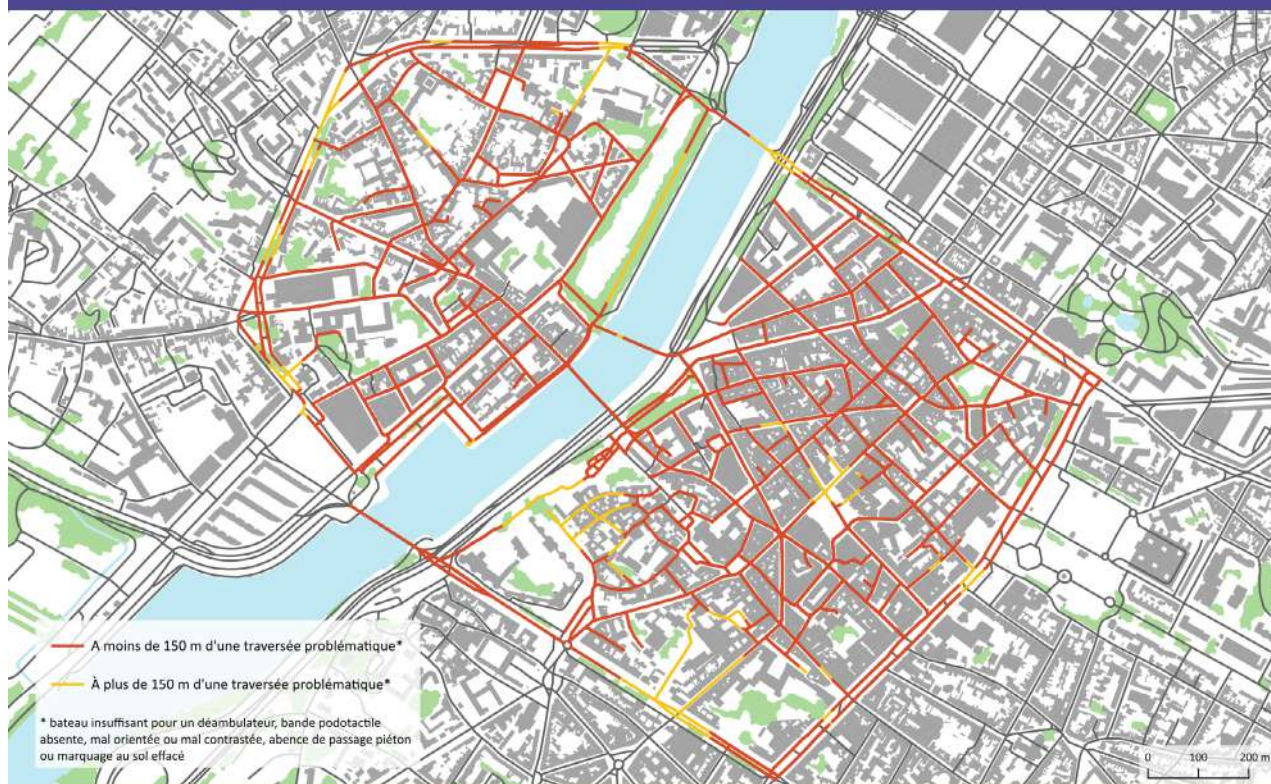 A moins de 150 m d'une traversée problématique*
À plus de 150 m d'une traversée problématique*
* bateau insuffisant pour un déambulateur, bande podotactile
absente, mal orientée ou mal contrastée, abence de passage piéton
ou marquage au sol effacé
0 100 200 m